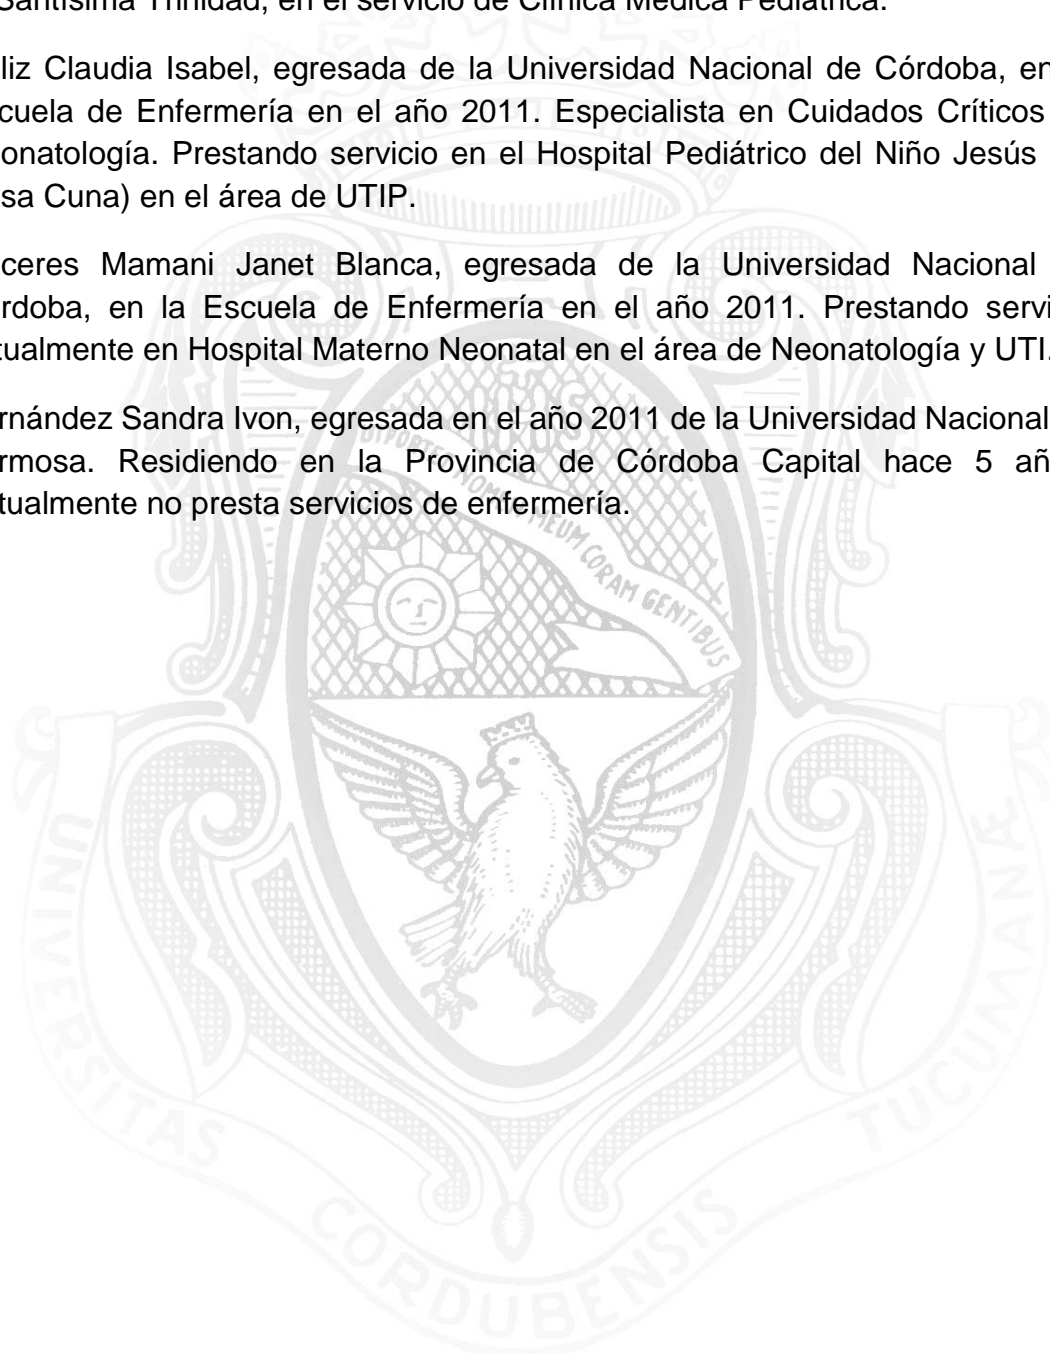 Santísima Trinidad, en el servicio de Clínica Médica Pediátrica.
liz Claudia Isabel, egresada de la Universidad Nacional de Córdoba, en
cuela de Enfermería en el año 2011. Especialista en Cuidados Críticos
onatología. Prestando servicio en el Hospital Pediátrico del Niño Jesús
sa Cuna) en el área de UTIP.
ceres Mamani Janet Blanca, egresada de la Universidad Nacional
rdoba, en la Escuela de Enfermería en el año 2011. Prestando servi
tualmente en Hospital Materno Neonatal en el área de Neonatología y UTI.
rnández Sandra Ivon, egresada en el año 2011 de la Universidad Nacional
rmosa. Residiendo en la Provincia de Córdoba Capital hace 5 añ
tualmente no presta servicios de enfermería.
UT PORTET NOMEN MEUM CORAM GENTIBUS
UNIVERSITAS CORDUBENSIS TUCUMANÆ